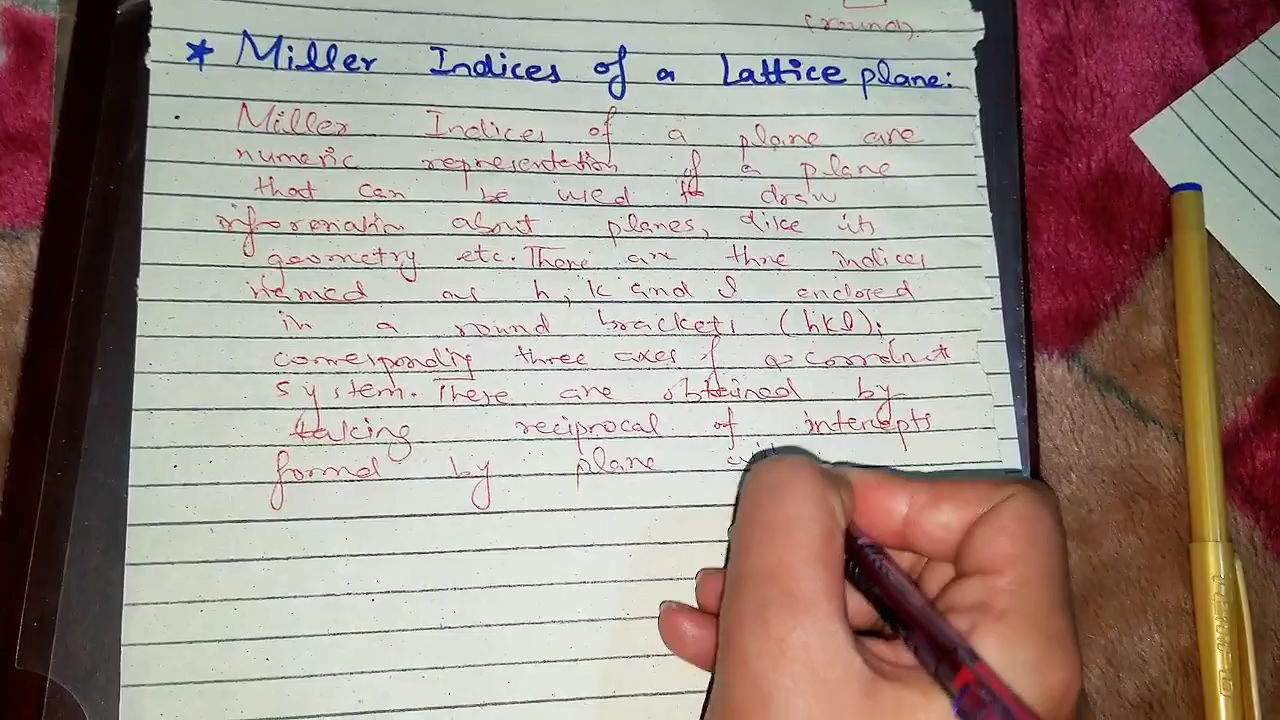 (round).
* Miller Indices of a Lattice plane:
Miller Indices of a plane are
numeric representation of a plane
that can be used to draw
information about planes, like its
geometry etc. There are three indices
named as h, k and l enclosed
in a round brackets (hkl);
corresponding three axes of a
system. These are obtained by
taking reciprocal of intercepts
formed by plane